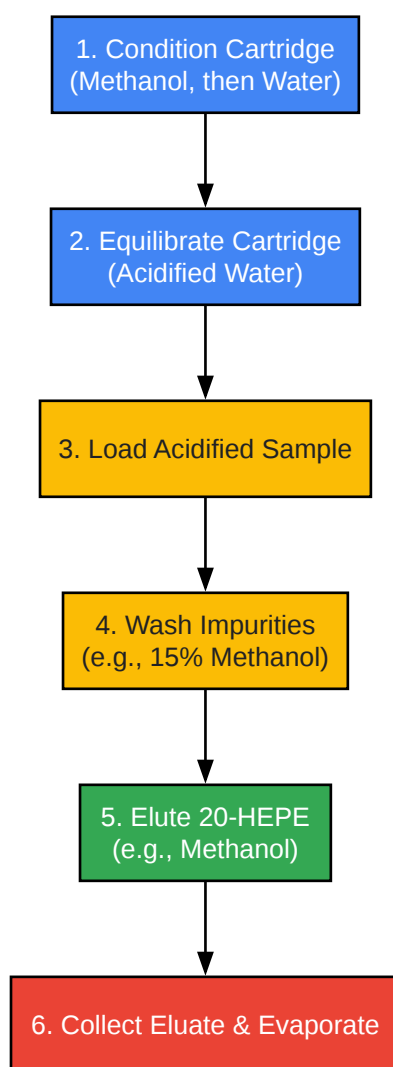 1. Condition Cartridge
(Methanol, then Water)
2. Equilibrate Cartridge
(Acidified Water)
3. Load Acidified Sample
4. Wash Impurities
(e.g., 15% Methanol)
5. Elute 20-HEPE
(e.g., Methanol)
6. Collect Eluate & Evaporate